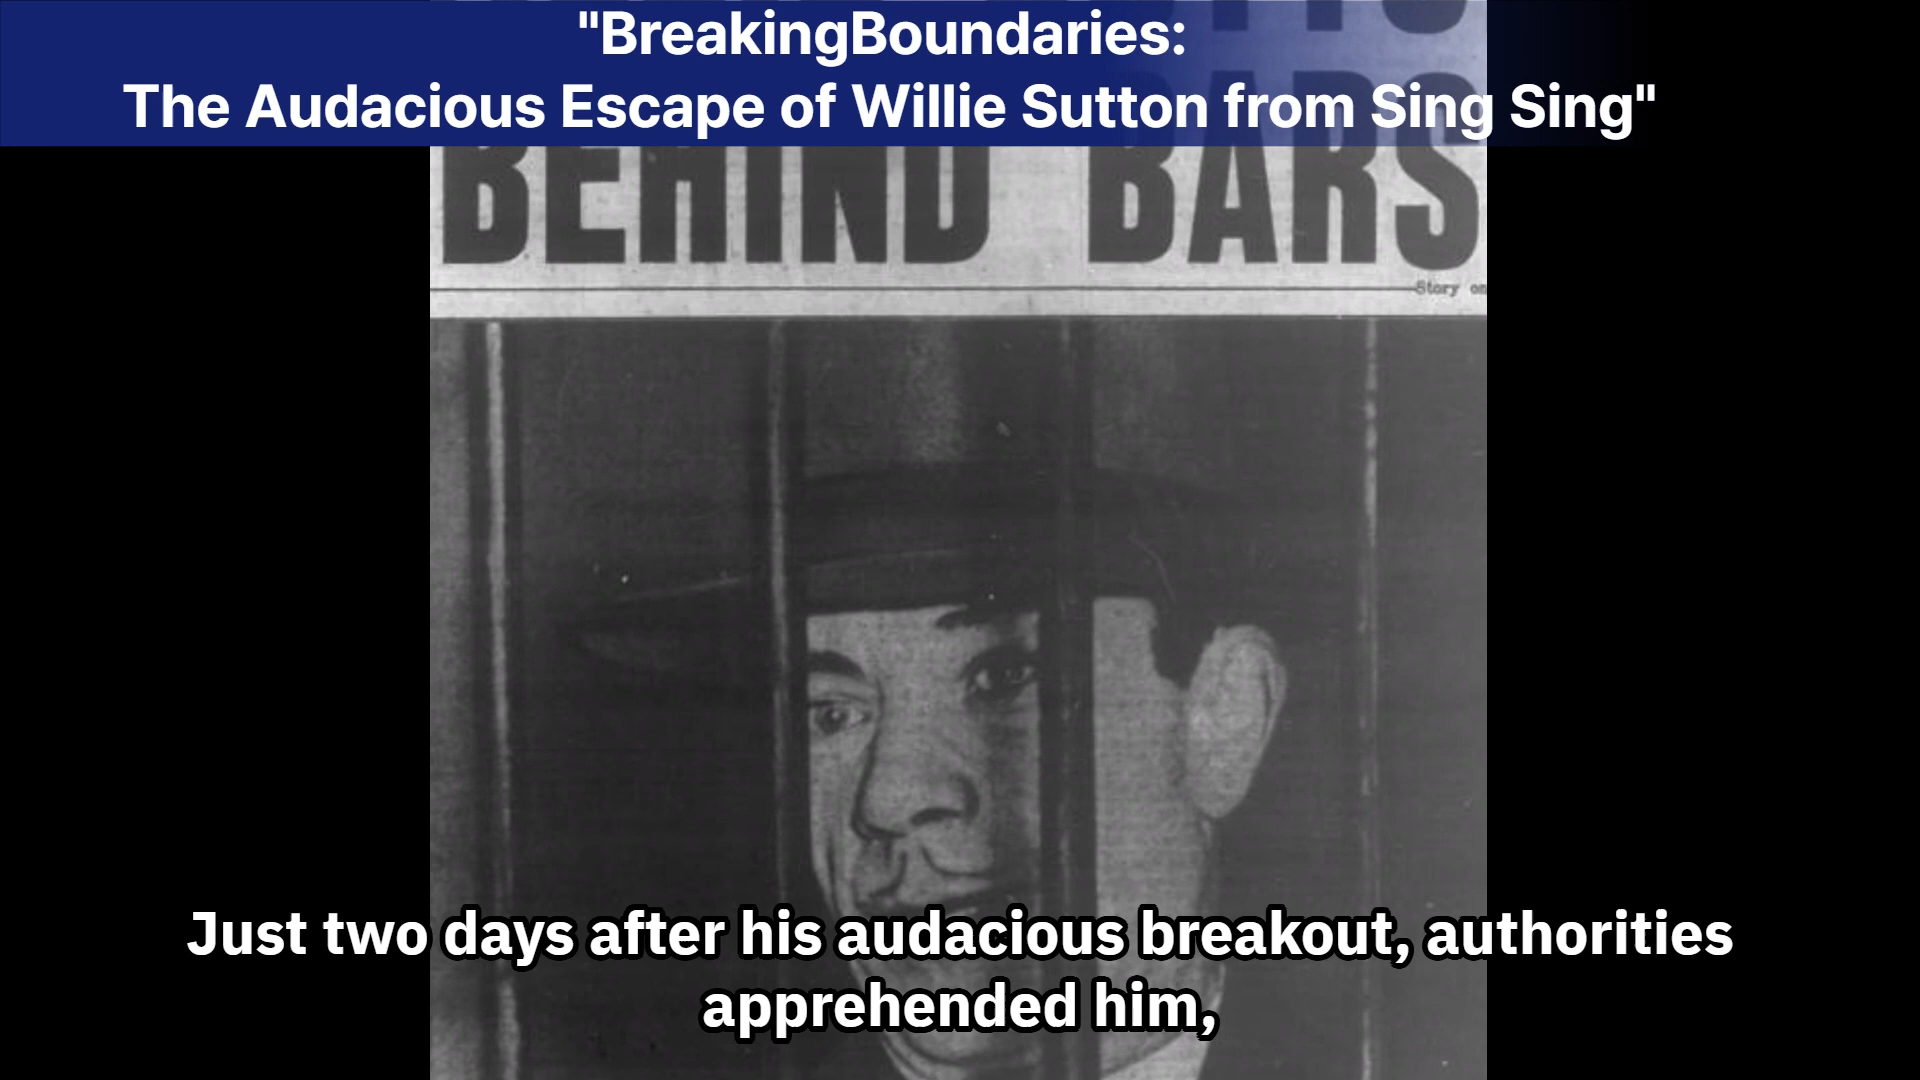 "BreakingBoundaries:
The Audacious Escape of Willie Sutton from Sing Sing"
BARS
BEHIND BARS
Story on
Just two days after his audacious breakout, authorities
apprehended him,